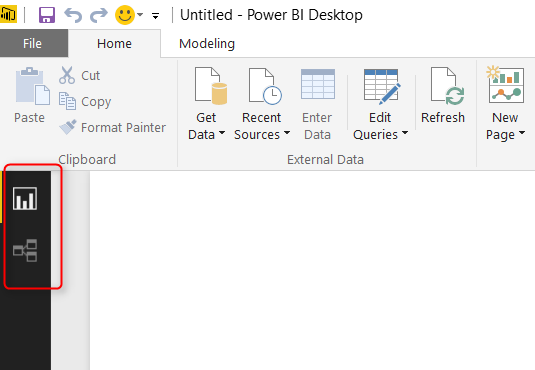 Untitled - Power BI Desktop
File Home Modeling
Paste
Cut
Copy
Format Painter
Clipboard
Get
Data
Recent
Sources
Enter
Data
Edit
Queries
Refresh
External Data
New
Page